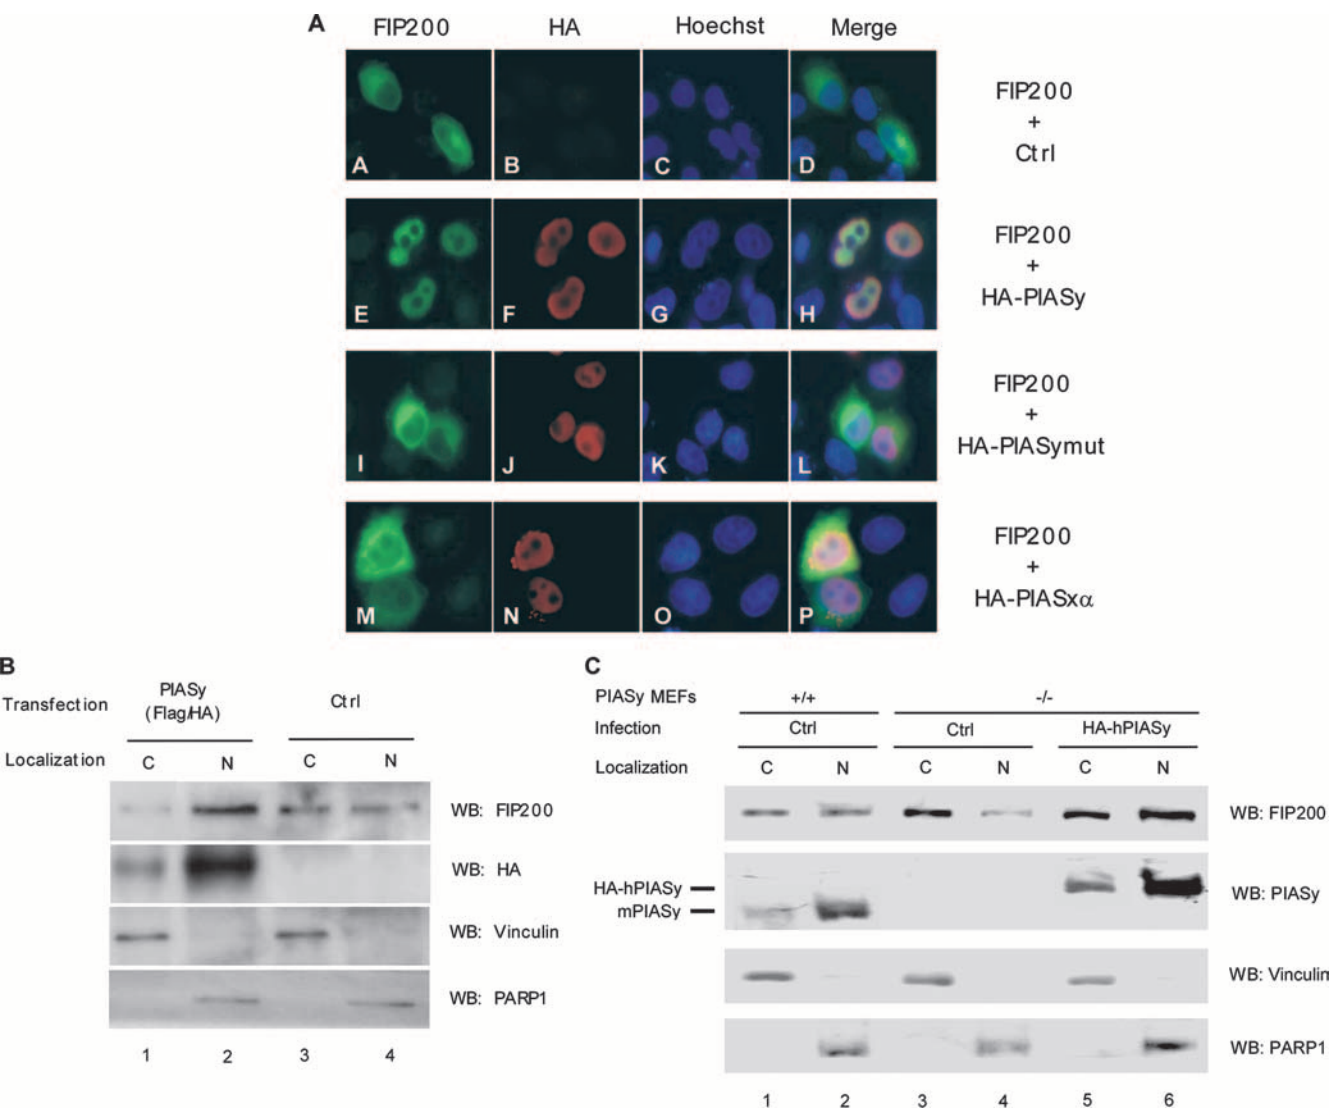 A
FIP200 HA Hoechst Merge
A B C D
FIP200
+
Ctrl
E F G H
FIP200
+
HA-PIASy
I J K L
FIP200
+
HA-PIASymut
M N O P
FIP200
+
HA-PIASxα
B
Transfection PIASy (Flag/HA) Ctrl
Localization C N C N
WB: FIP200
WB: HA
WB: Vinculin
WB: PARP1
1 2 3 4
C
PIASy MEFs +/+ -/-
Infection Ctrl Ctrl HA-hPIASy
Localization C N C N C N
WB: FIP200
HA-hPIASy
mPIASy
WB: PIASy
WB: Vinculin
WB: PARP1
1 2 3 4 5 6